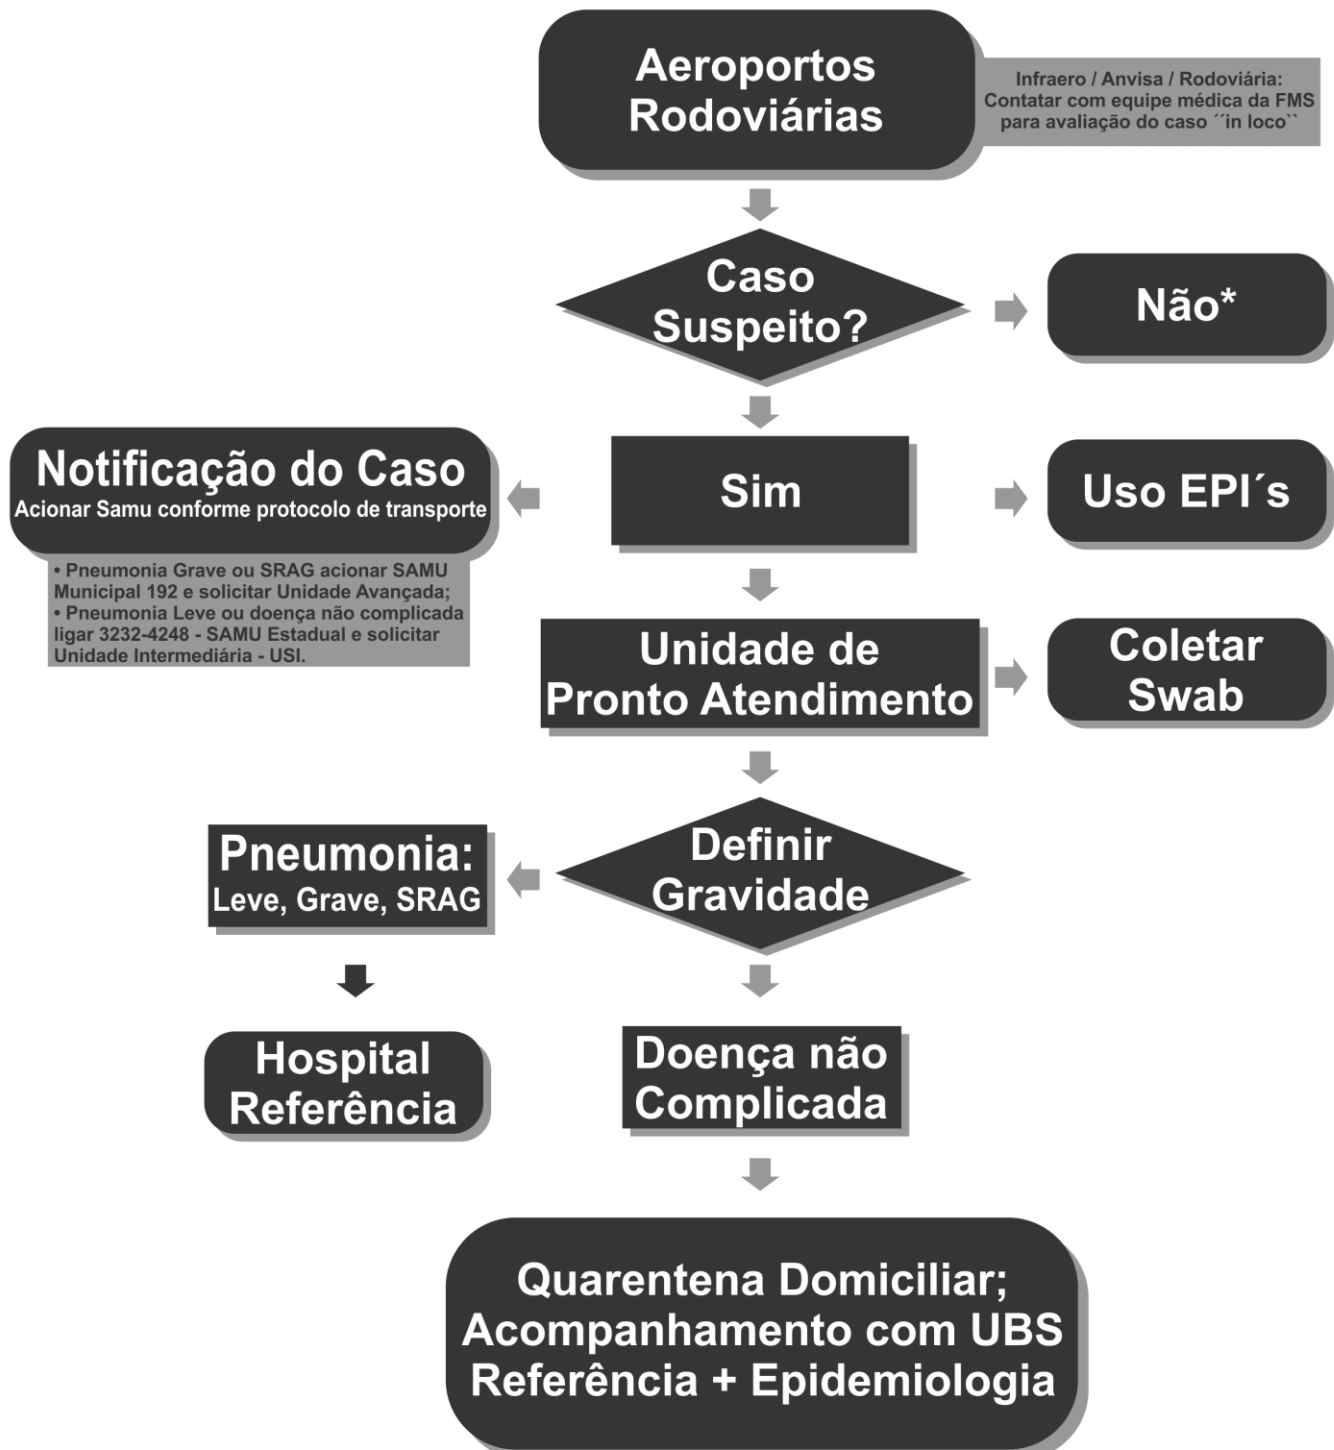 Aeroportos
Rodoviárias
Infraero / Anvisa / Rodoviária:
Contatar com equipe médica da FMS
para avaliação do caso ´´in loco``
Caso
Suspeito?
Não*
Notificação do Caso
Acionar Samu conforme protocolo de transporte
Sim
Uso EPI´s
• Pneumonia Grave ou SRAG acionar SAMU
Municipal 192 e solicitar Unidade Avançada;
• Pneumonia Leve ou doença não complicada
ligar 3232-4248 - SAMU Estadual e solicitar
Unidade Intermediária - USI.
Unidade de
Pronto Atendimento
Coletar
Swab
Definir
Gravidade
Pneumonia:
Leve, Grave, SRAG
Hospital
Referência
Doença não
Complicada
Quarentena Domiciliar;
Acompanhamento com UBS
Referência + Epidemiologia